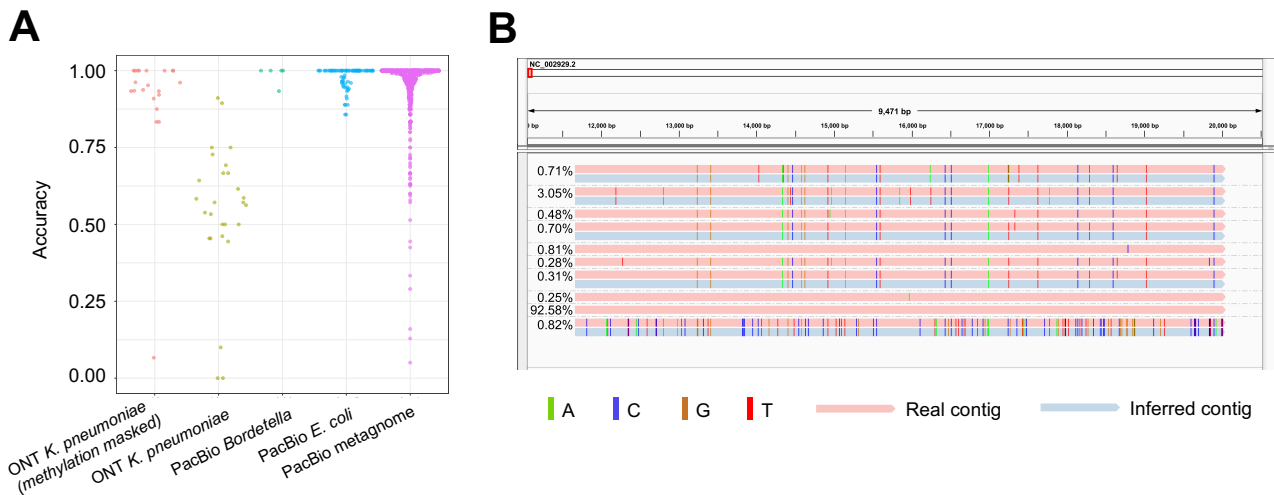 A
B
1.00
0.75
0.50
0.25
0.00
Accuracy
ONT K. pneumoniae
(methylation masked)
ONT K. pneumoniae
PacBio Bordetella
PacBio E. coli
PacBio metagnome
NC_002929.2
9,471 bp
bp
12,000 bp
13,000 bp
14,000 bp
15,000 bp
16,000 bp
17,000 bp
18,000 bp
19,000 bp
20,000 bp
0.71%
3.05%
0.48%
0.70%
0.81%
0.28%
0.31%
0.25%
92.58%
0.82%
A
C
G
T
Real contig
Inferred contig